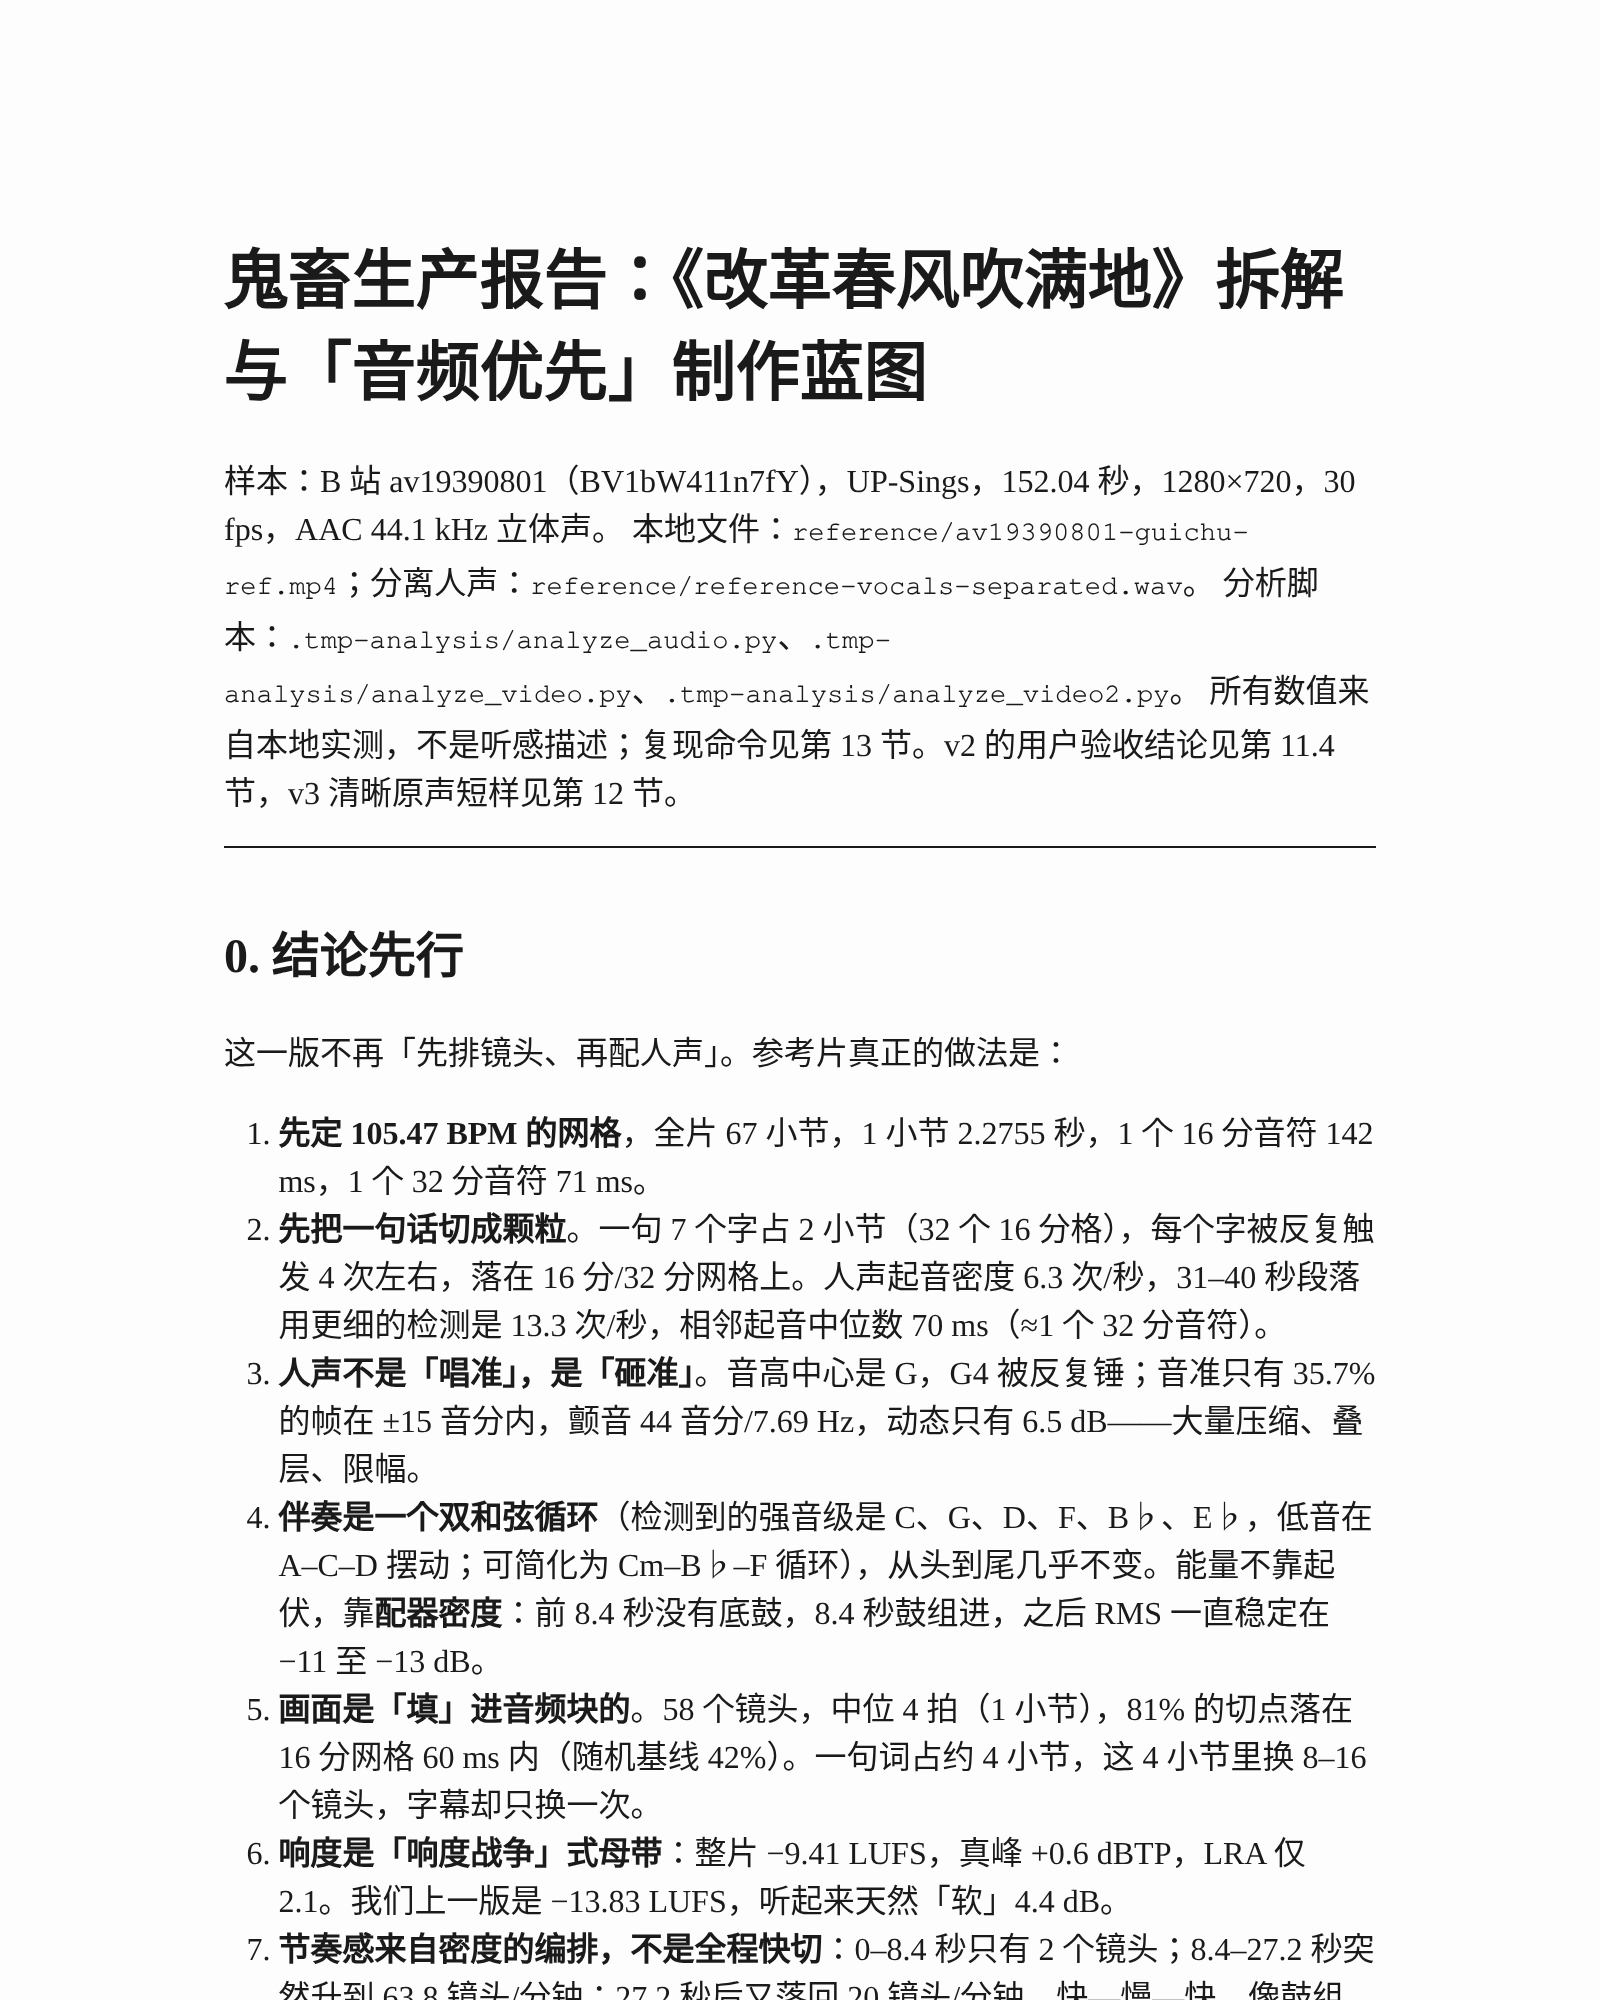 鬼畜生产报告：《改革春风吹满地》拆解
与「音频优先」制作蓝图
样本：B 站 av19390801（BV1bW411n7fY），UP-Sings，152.04 秒，1280×720，30
fps，AAC 44.1 kHz 立体声。 本地文件：reference/av19390801-guichu-
ref.mp4；分离人声：reference/reference-vocals-separated.wav。 分析脚
本：.tmp-analysis/analyze_audio.py、.tmp-
analysis/analyze_video.py、.tmp-analysis/analyze_video2.py。 所有数值来
自本地实测，不是听感描述；复现命令见第 13 节。v2 的用户验收结论见第 11.4
节，v3 清晰原声短样见第 12 节。
0. 结论先行
这一版不再「先排镜头、再配人声」。参考片真正的做法是：
1. 先定 105.47 BPM 的网格，全片 67 小节，1 小节 2.2755 秒，1 个 16 分音符 142
ms，1 个 32 分音符 71 ms。
2. 先把一句话切成颗粒。一句 7 个字占 2 小节（32 个 16 分格），每个字被反复触
发 4 次左右，落在 16 分/32 分网格上。人声起音密度 6.3 次/秒，31–40 秒段落
用更细的检测是 13.3 次/秒，相邻起音中位数 70 ms（≈1 个 32 分音符）。
3. 人声不是「唱准」，是「砸准」。音高中心是 G，G4 被反复锤；音准只有 35.7%
的帧在 ±15 音分内，颤音 44 音分/7.69 Hz，动态只有 6.5 dB——大量压缩、叠
层、限幅。
4. 伴奏是一个双和弦循环（检测到的强音级是 C、G、D、F、B♭、E♭，低音在
A–C–D 摆动；可简化为 Cm–B♭–F 循环），从头到尾几乎不变。能量不靠起
伏，靠配器密度：前 8.4 秒没有底鼓，8.4 秒鼓组进，之后 RMS 一直稳定在
−11 至 −13 dB。
5. 画面是「填」进音频块的。58 个镜头，中位 4 拍（1 小节），81% 的切点落在
16 分网格 60 ms 内（随机基线 42%）。一句词占约 4 小节，这 4 小节里换 8–16
个镜头，字幕却只换一次。
6. 响度是「响度战争」式母带：整片 −9.41 LUFS，真峰 +0.6 dBTP，LRA 仅
2.1。我们上一版是 −13.83 LUFS，听起来天然「软」4.4 dB。
7. 节奏感来自密度的编排，不是全程快切：0–8.4 秒只有 2 个镜头；8.4–27.2 秒突
然升到 63.8 镜头/分钟；27.2 秒后又落回 20 镜头/分钟。快—慢—快，像鼓组